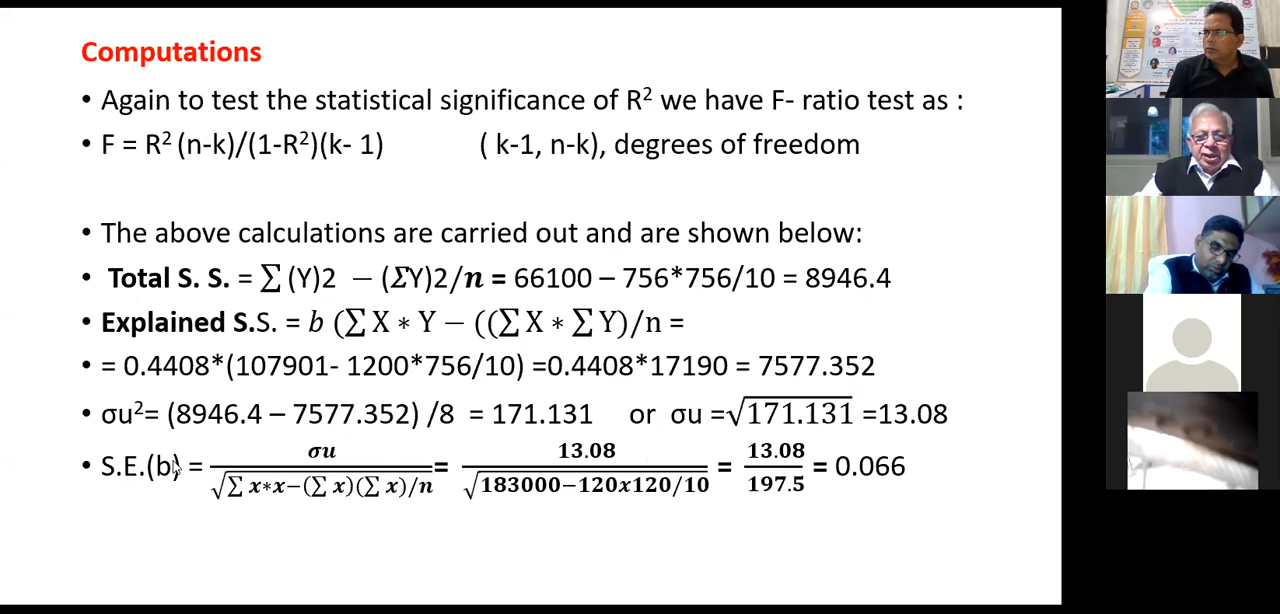 Computations
• Again to test the statistical significance of R² we have F- ratio test as :
• F = R² (n-k)/(1-R²)(k- 1) ( k-1, n-k), degrees of freedom
• The above calculations are carried out and are shown below:
• Total S. S. = ∑ (Y)2 − (ΣY)2/n = 66100 – 756*756/10 = 8946.4
• Explained S.S. = b (∑ X ∗ Y − ((∑ X ∗ ∑ Y)/n =
• = 0.4408*(107901- 1200*756/10) =0.4408*17190 = 7577.352
• σu²= (8946.4 – 7577.352) /8 = 171.131 or σu =√171.131 =13.08
• S.E.(b) = σu/√∑ x∗x−(∑ x)(∑ x)/n = 13.08/√183000−120x120/10 = 13.08/197.5 = 0.066